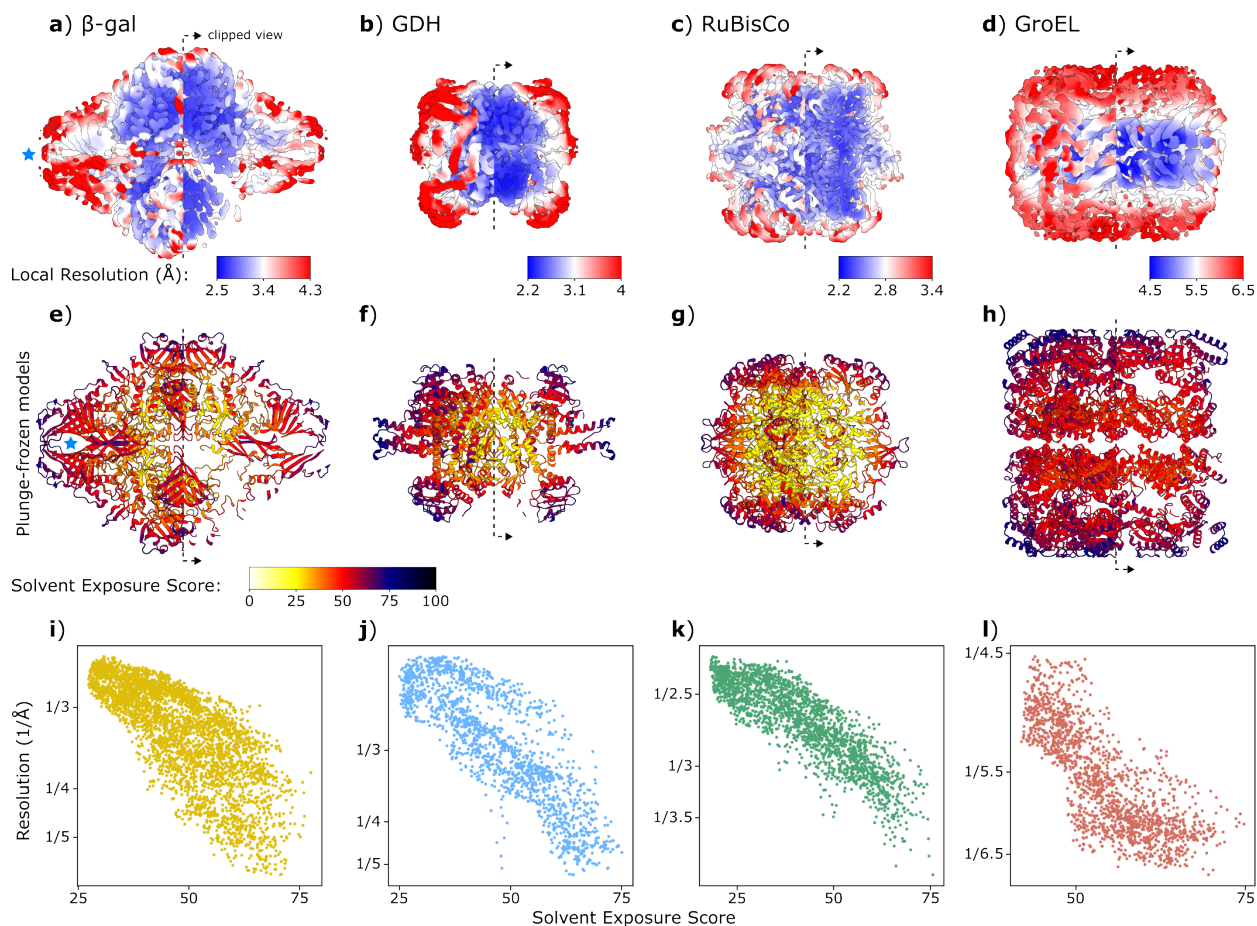 a) β-gal
b) GDH
c) RuBisCo
d) GroEL
clipped view
Local Resolution (Å):
2.5 3.4 4.3
2.2 3.1 4
2.2 2.8 3.4
4.5 5.5 6.5
e)
f)
g)
h)
Plunge-frozen models
Solvent Exposure Score:
0 25 50 75 100
i)
j)
k)
l)
Resolution (1/Å)
1/3
1/4
1/5
25 50 75
1/3
1/4
1/5
25 50 75
1/2.5
1/3
1/3.5
25 50 75
1/4.5
1/5.5
1/6.5
50 75
Solvent Exposure Score